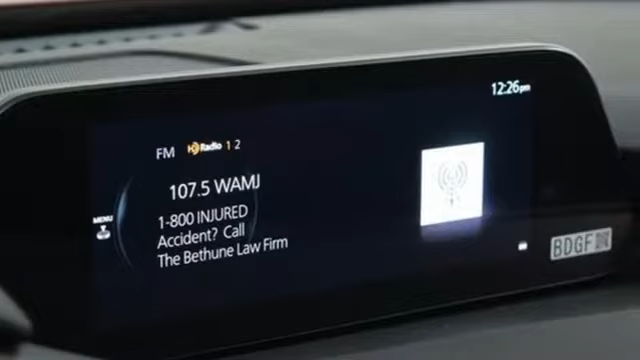 12:26pm
FM HD Radio 1 2
107.5 WAMJ
MENU
1-800 INJURED
Accident? Call
The Bethune Law Firm
BDGF